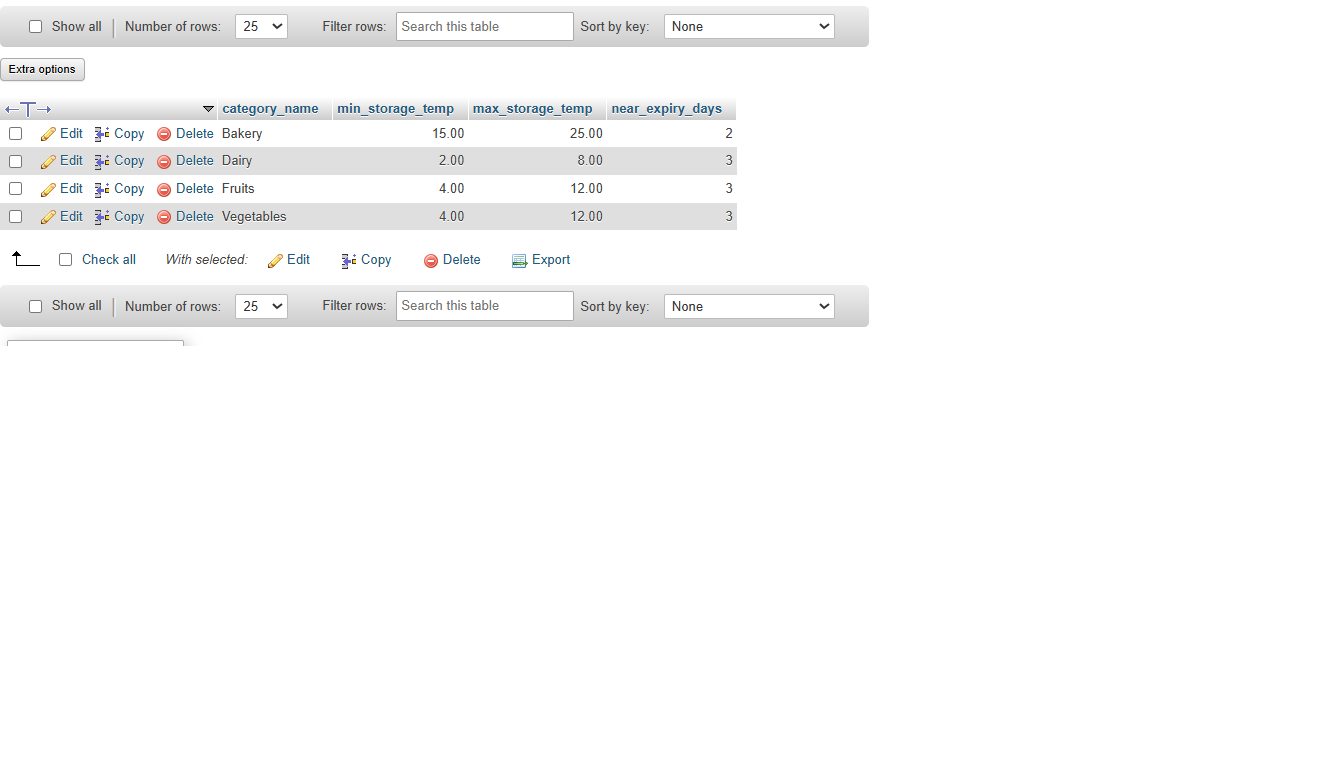 Show all Number of rows: 25 Filter rows: Search this table Sort by key: None
Extra options
category_name min_storage_temp max_storage_temp near_expiry_days
Edit Copy Delete Bakery 15.00 25.00 2
Edit Copy Delete Dairy 2.00 8.00 3
Edit Copy Delete Fruits 4.00 12.00 3
Edit Copy Delete Vegetables 4.00 12.00 3
Check all With selected: Edit Copy Delete Export
Show all Number of rows: 25 Filter rows: Search this table Sort by key: None